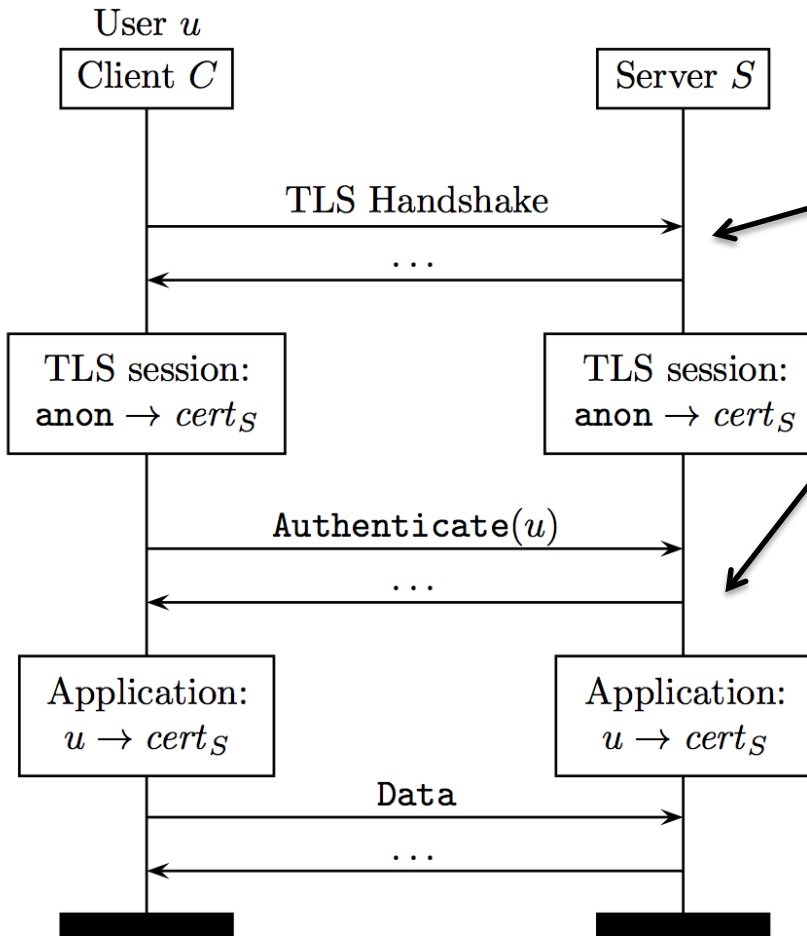 User u
Client C
Server S
TLS Handshake
...
TLS session:
anon → cert_S
TLS session:
anon → cert_S
Authenticate(u)
...
Application:
u → cert_S
Application:
u → cert_S
Data
...